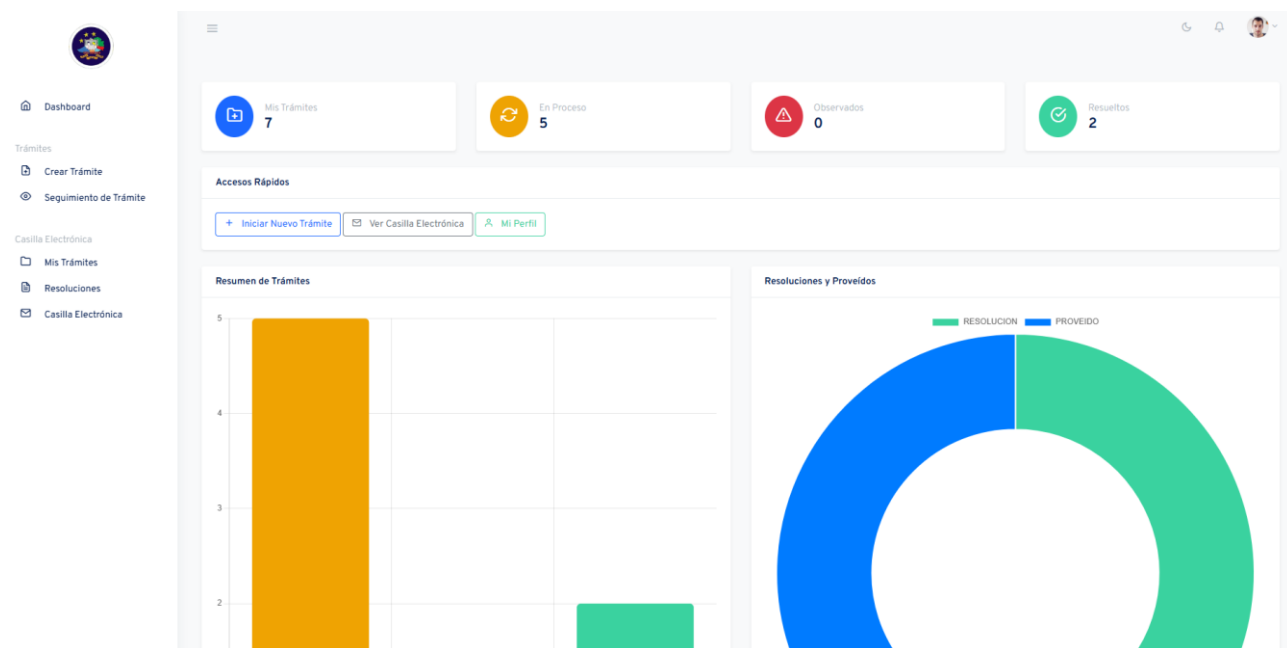 Dashboard
Trámites
Crear Trámite
Seguimiento de Trámite
Casilla Electrónica
Mis Trámites
Resoluciones
Casilla Electrónica
Mis Trámites
7
En Proceso
5
Observados
0
Resueltos
2
Accesos Rápidos
+ Iniciar Nuevo Trámite
Ver Casilla Electrónica
Mi Perfil
Resumen de Trámites
5
4
3
2
Resoluciones y Proveídos
RESOLUCION PROVEIDO